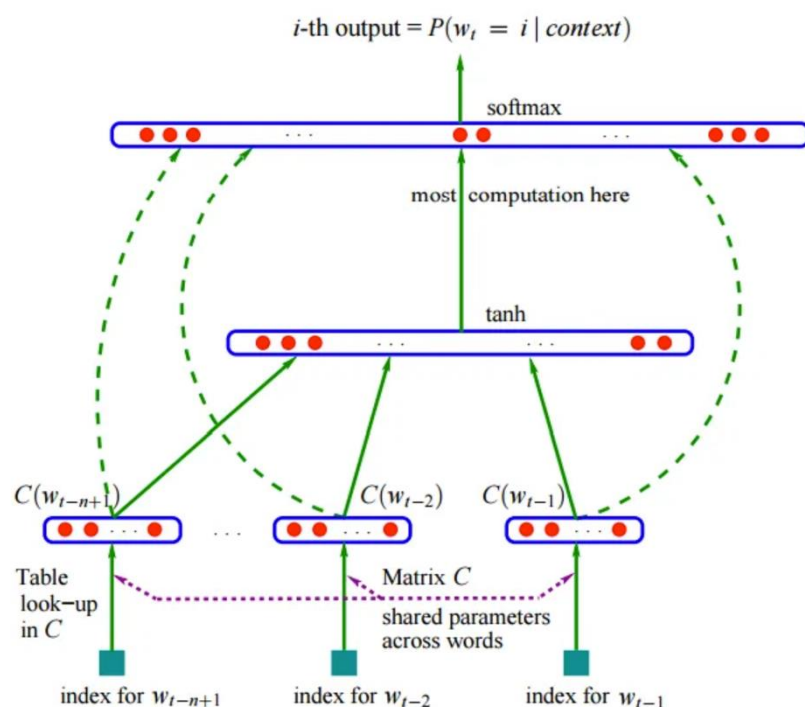 i-th output = P(w_t = i | context)
softmax
. . .
. . .
most computation here
tanh
. . .
. . .
C(w_{t−n+1})
C(w_{t−2})
C(w_{t−1})
. . .
. . .
. . .
. . .
Table
look−up
in C
Matrix C
shared parameters
across words
index for w_{t−n+1}
index for w_{t−2}
index for w_{t−1}